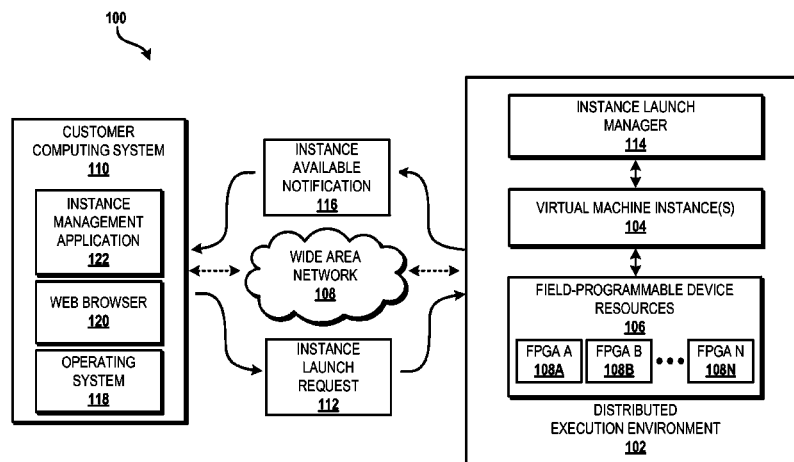 100
CUSTOMER
COMPUTING SYSTEM
110
INSTANCE
MANAGEMENT
APPLICATION
122
WEB BROWSER
120
OPERATING
SYSTEM
118
INSTANCE
AVAILABLE
NOTIFICATION
116
WIDE AREA
NETWORK
108
INSTANCE
LAUNCH
REQUEST
112
INSTANCE LAUNCH
MANAGER
114
VIRTUAL MACHINE INSTANCE(S)
104
FIELD-PROGRAMMABLE DEVICE
RESOURCES
106
FPGA A
108A
FPGA B
108B
FPGA N
108N
DISTRIBUTED
EXECUTION ENVIRONMENT
102